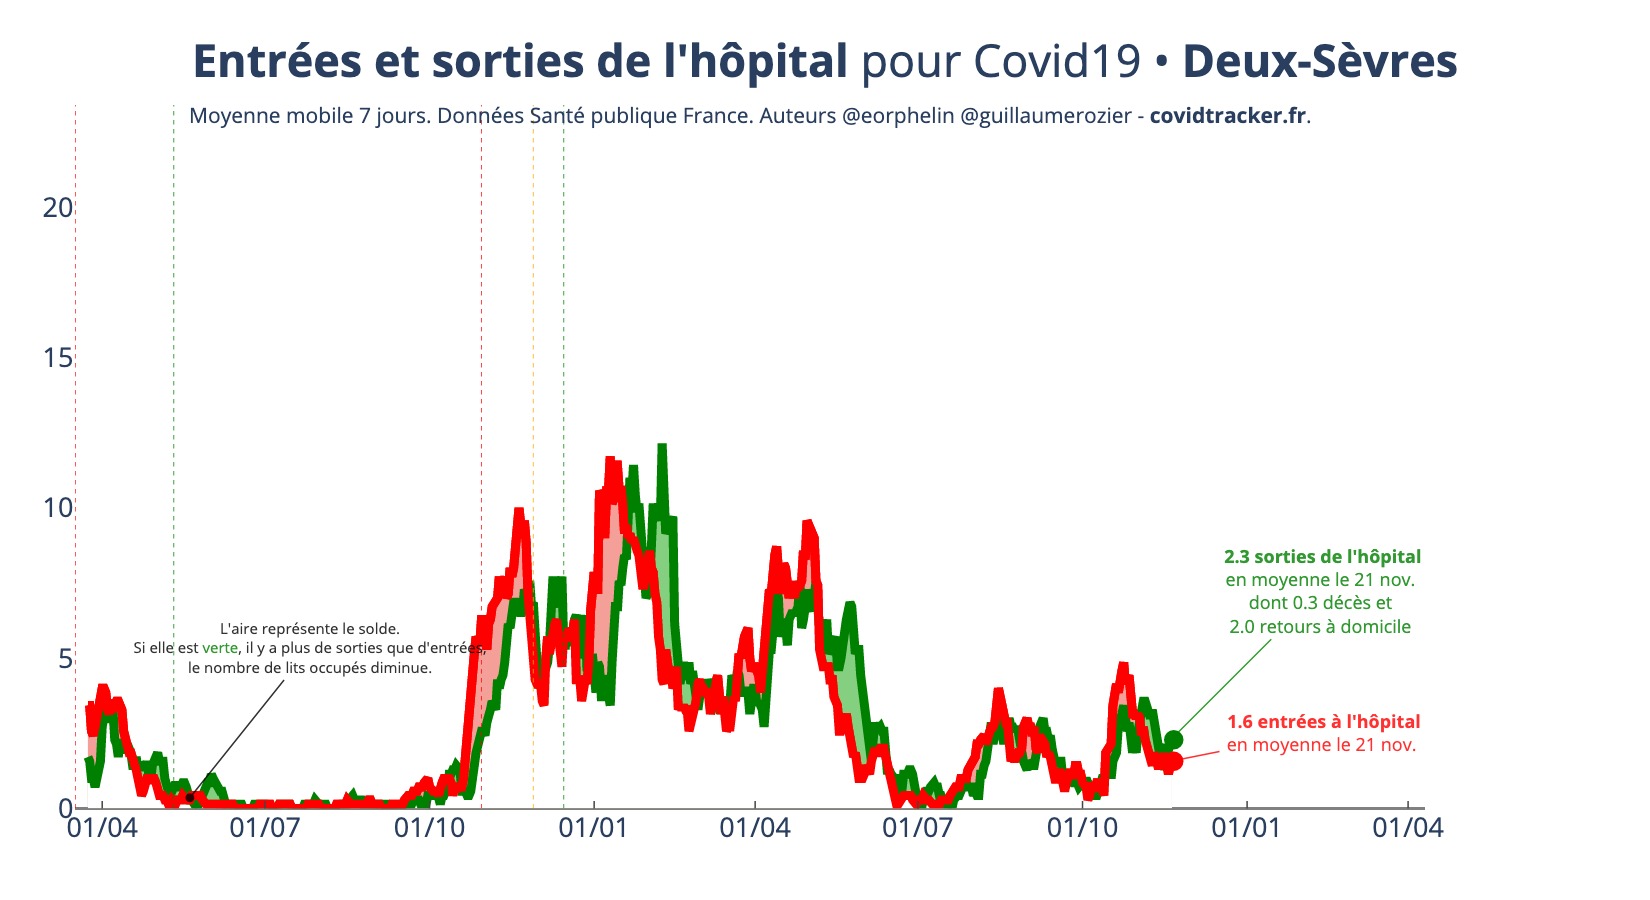 Entrées et sorties de l'hôpital pour Covid19 • Deux-Sèvres
Moyenne mobile 7 jours. Données Santé publique France. Auteurs @eorphelin @guillaumerozier - covidtracker.fr.
20
15
10
5
0
2.3 sorties de l'hôpital
en moyenne le 21 nov.
dont 0.3 décès et
2.0 retours à domicile
L'aire représente le solde.
Si elle est verte, il y a plus de sorties que d'entrées,
le nombre de lits occupés diminue.
1.6 entrées à l'hôpital
en moyenne le 21 nov.
01/04 01/07 01/10 01/01 01/04 01/07 01/10 01/01 01/04